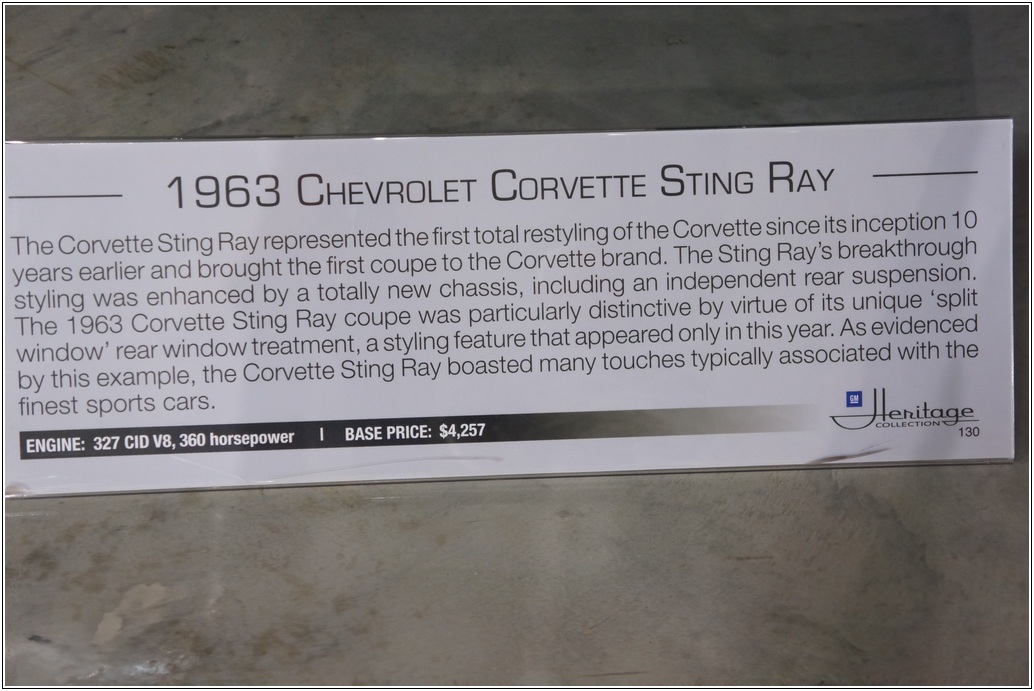 1963 CHEVROLET CORVETTE STING RAY
The Corvette Sting Ray represented the first total restyling of the Corvette since its inception 10
years earlier and brought the first coupe to the Corvette brand. The Sting Ray's breakthrough
styling was enhanced by a totally new chassis, including an independent rear suspension.
The 1963 Corvette Sting Ray coupe was particularly distinctive by virtue of its unique 'split
window' rear window treatment, a styling feature that appeared only in this year. As evidenced
by this example, the Corvette Sting Ray boasted many touches typically associated with the
finest sports cars.
ENGINE: 327 CID V8, 360 horsepower | BASE PRICE: $4,257
GM Heritage
COLLECTION
130